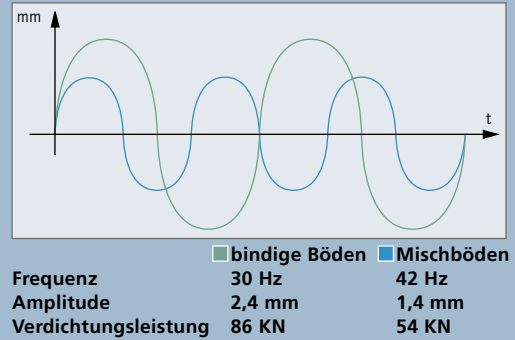 mm
t
bindige Böden Mischböden
Frequenz 30 Hz 42 Hz
Amplitude 2,4 mm 1,4 mm
Verdichtungsleistung 86 KN 54 KN